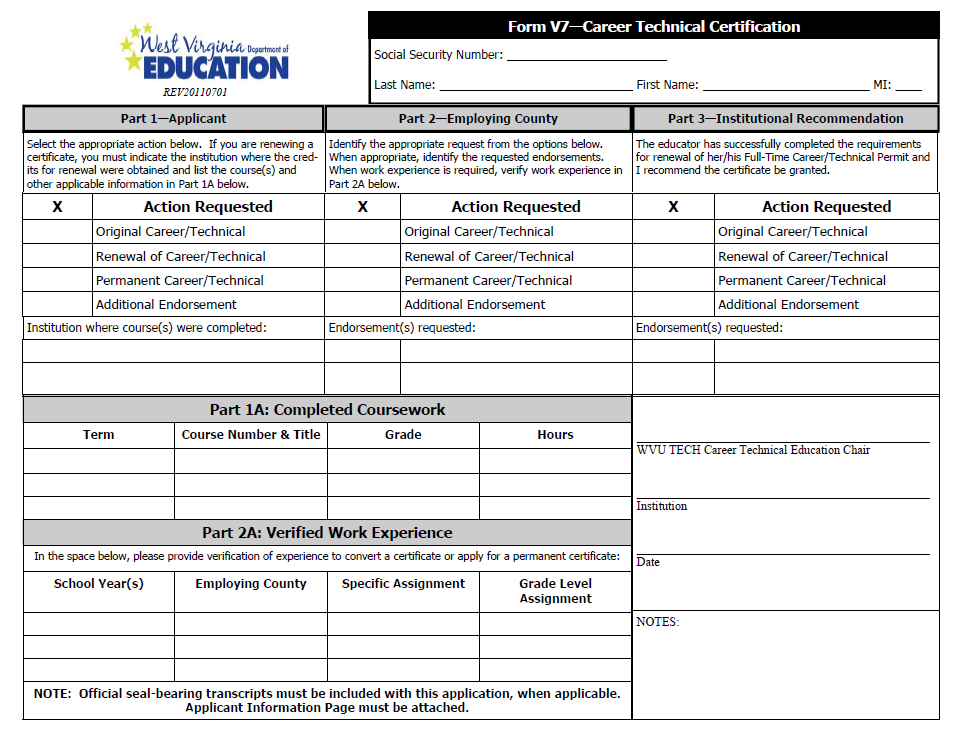 West Virginia Department of
EDUCATION
REV20110701
Form V7—Career Technical Certification
Social Security Number: ______________________
Last Name: ___________________________ First Name: ________________________ MI: ____
Part 1—Applicant
Select the appropriate action below. If you are renewing a
certificate, you must indicate the institution where the cred-
its for renewal were obtained and list the course(s) and
other applicable information in Part 1A below.
Part 2—Employing County
Identify the appropriate request from the options below.
When appropriate, identify the requested endorsements.
When work experience is required, verify work experience in
Part 2A below.
Part 3—Institutional Recommendation
The educator has successfully completed the requirements
for renewal of her/his Full-Time Career/Technical Permit and
I recommend the certificate be granted.
X Action Requested X Action Requested X Action Requested
Original Career/Technical Original Career/Technical Original Career/Technical
Renewal of Career/Technical Renewal of Career/Technical Renewal of Career/Technical
Permanent Career/Technical Permanent Career/Technical Permanent Career/Technical
Additional Endorsement Additional Endorsement Additional Endorsement
Institution where course(s) were completed: Endorsement(s) requested: Endorsement(s) requested:
Part 1A: Completed Coursework
Term Course Number & Title Grade Hours
Part 2A: Verified Work Experience
In the space below, please provide verification of experience to convert a certificate or apply for a permanent certificate:
School Year(s) Employing County Specific Assignment Grade Level
Assignment
NOTE: Official seal-bearing transcripts must be included with this application, when applicable.
Applicant Information Page must be attached.
WVU TECH Career Technical Education Chair
Institution
Date
NOTES: